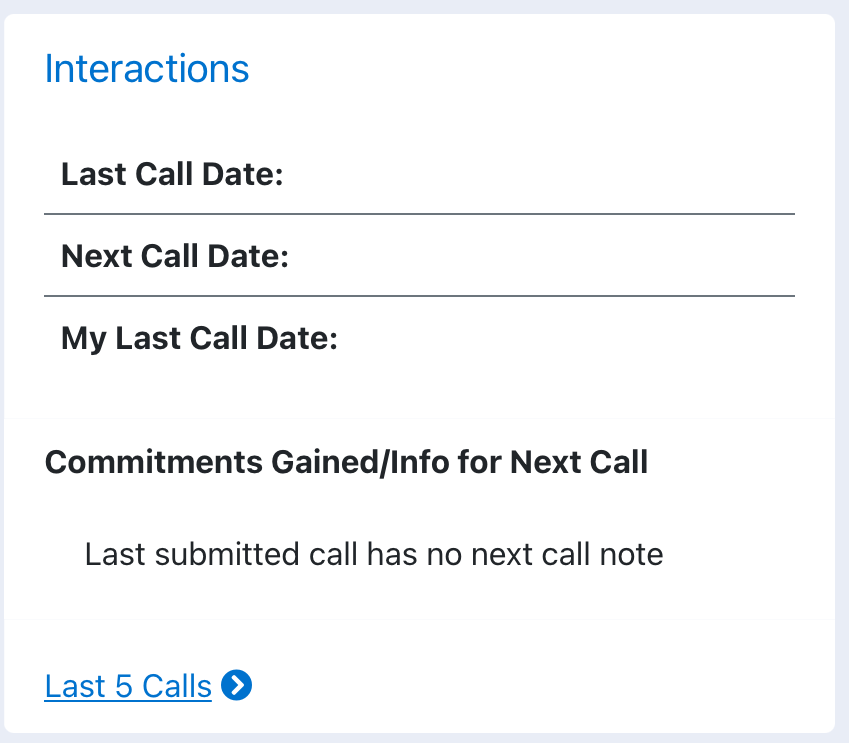 Interactions
Last Call Date:
Next Call Date:
My Last Call Date:
Commitments Gained/Info for Next Call
Last submitted call has no next call note
Last 5 Calls